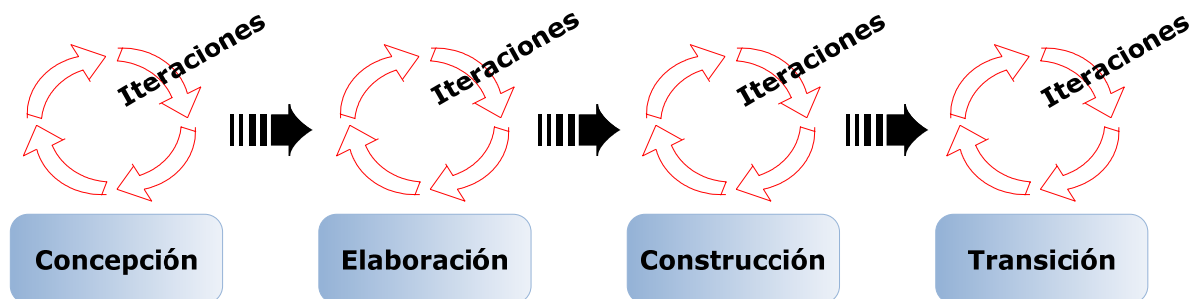 Iteraciones
Iteraciones
Iteraciones
Iteraciones
Concepción
Elaboración
Construcción
Transición